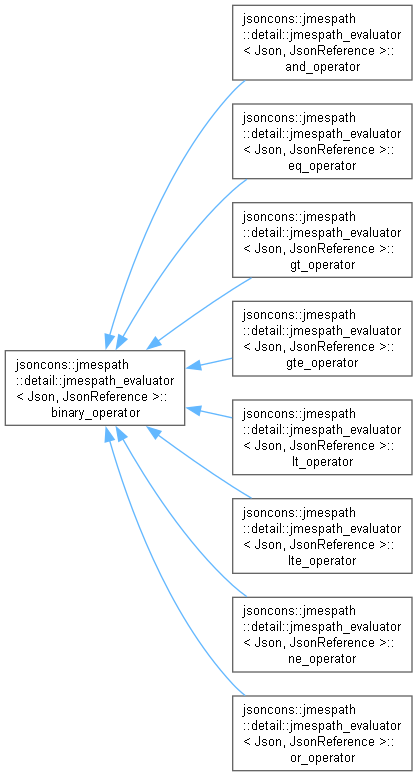 jsoncons::jmespath
::detail::jmespath_evaluator
< Json, JsonReference >::
and_operator
jsoncons::jmespath
::detail::jmespath_evaluator
< Json, JsonReference >::
eq_operator
jsoncons::jmespath
::detail::jmespath_evaluator
< Json, JsonReference >::
gt_operator
jsoncons::jmespath
::detail::jmespath_evaluator
< Json, JsonReference >::
gte_operator
jsoncons::jmespath
::detail::jmespath_evaluator
< Json, JsonReference >::
binary_operator
jsoncons::jmespath
::detail::jmespath_evaluator
< Json, JsonReference >::
lt_operator
jsoncons::jmespath
::detail::jmespath_evaluator
< Json, JsonReference >::
lte_operator
jsoncons::jmespath
::detail::jmespath_evaluator
< Json, JsonReference >::
ne_operator
jsoncons::jmespath
::detail::jmespath_evaluator
< Json, JsonReference >::
or_operator